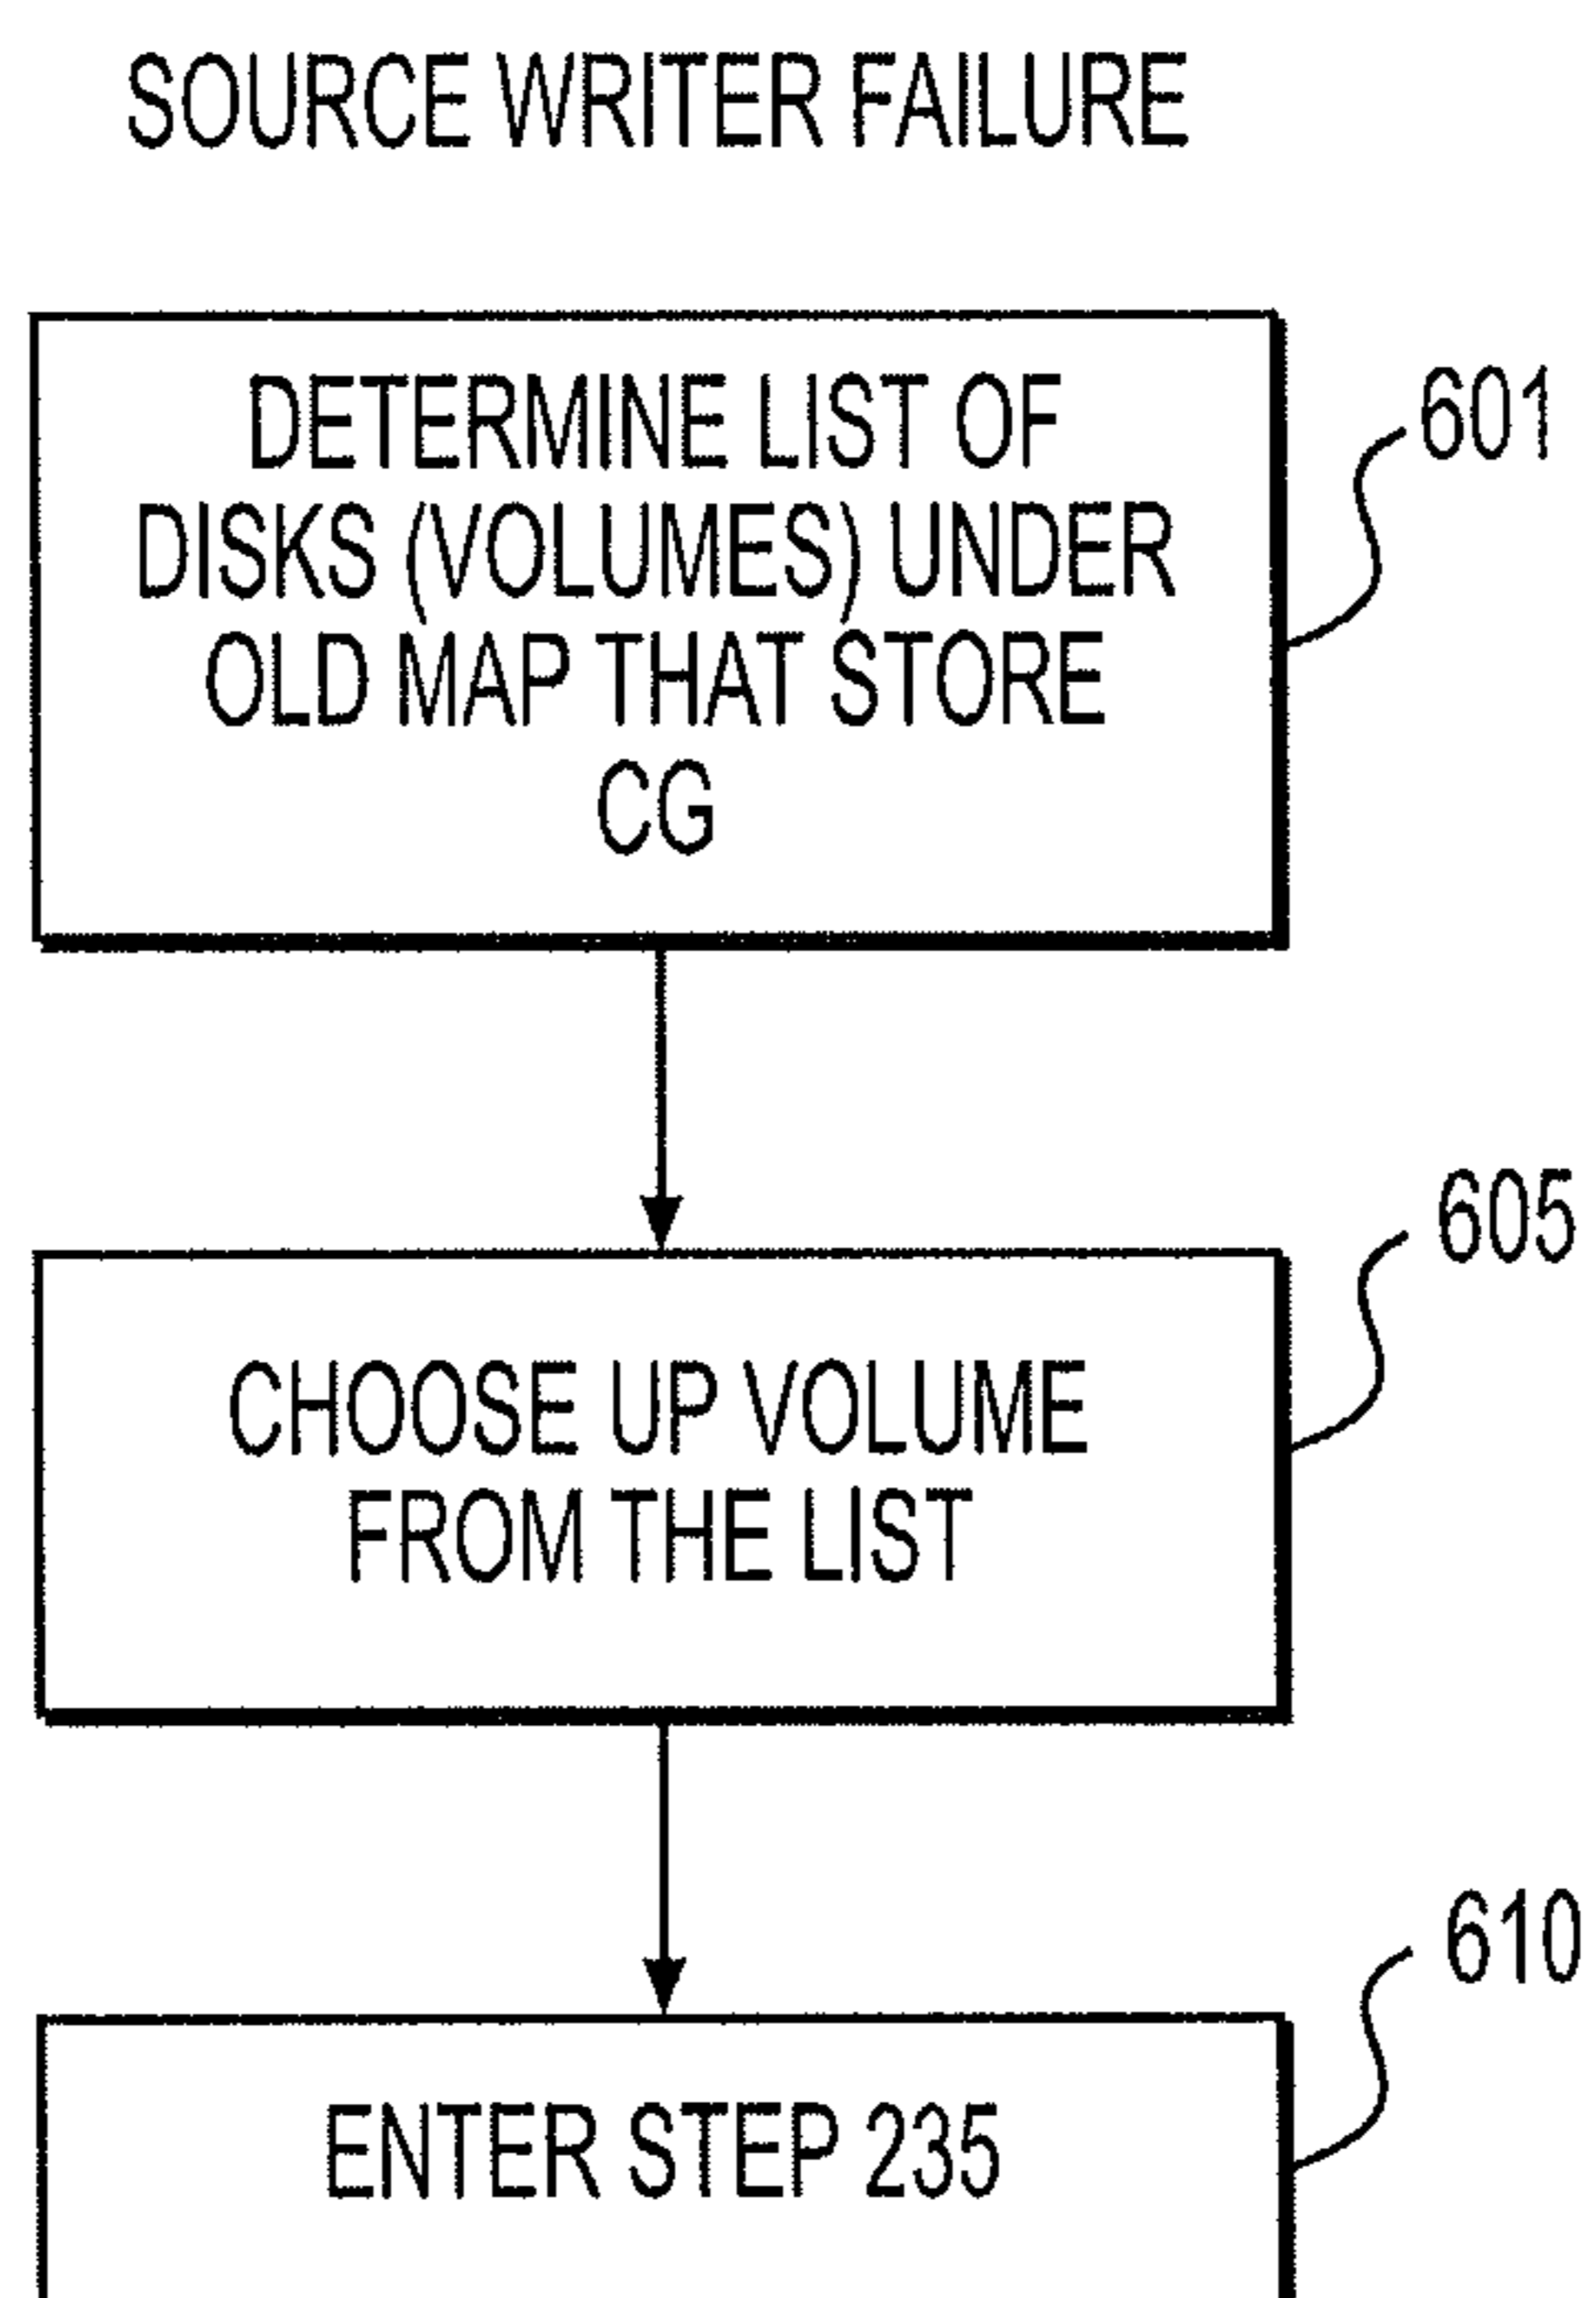 SOURCE WRITER FAILURE
DETERMINE LIST OF
DISKS (VOLUMES) UNDER
OLD MAP THAT STORE
CG
601
CHOOSE UP VOLUME
FROM THE LIST
605
ENTER STEP 235
610